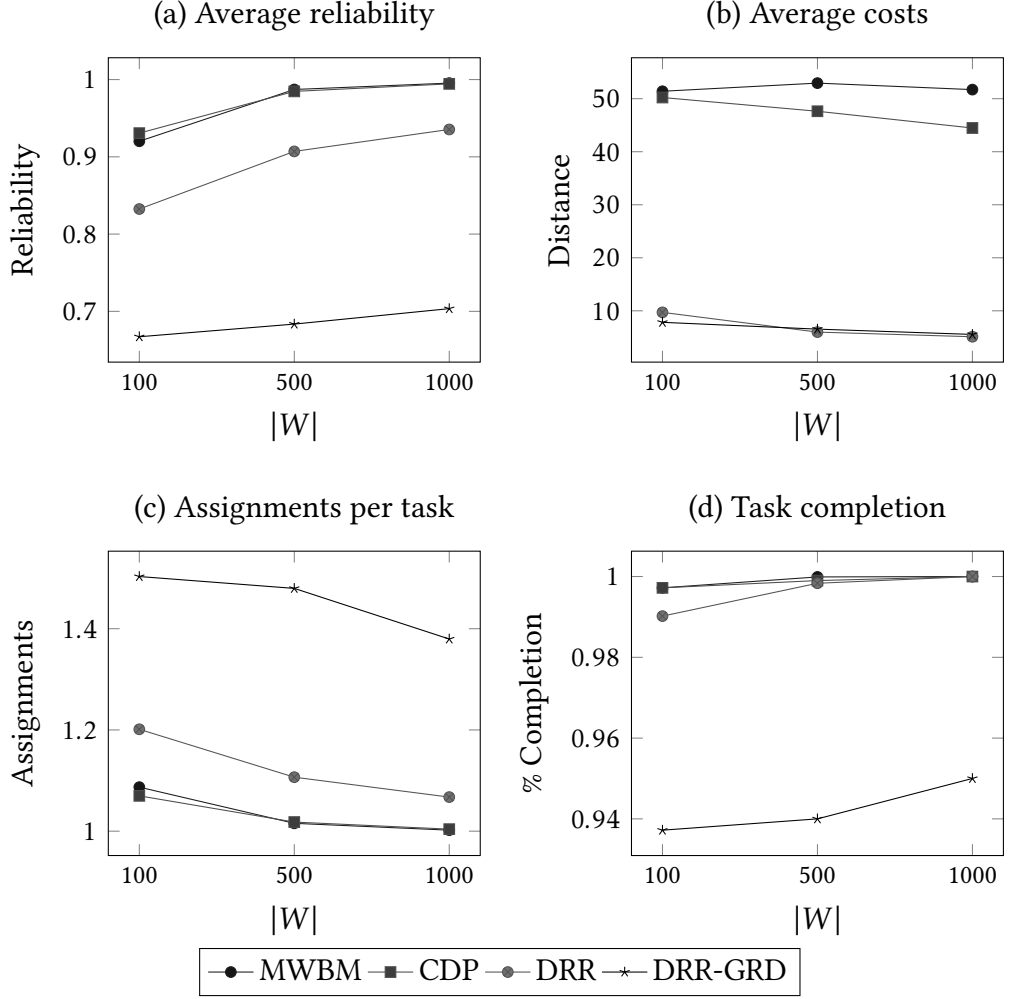 (a) Average reliability
1
0.9
0.8
0.7
Reliability
100 500 1000
|W|
(b) Average costs
50
40
30
20
10
Distance
100 500 1000
|W|
(c) Assignments per task
1.4
1.2
1
Assignments
100 500 1000
|W|
(d) Task completion
1
0.98
0.96
0.94
% Completion
100 500 1000
|W|
MWBM CDP DRR DRR-GRD